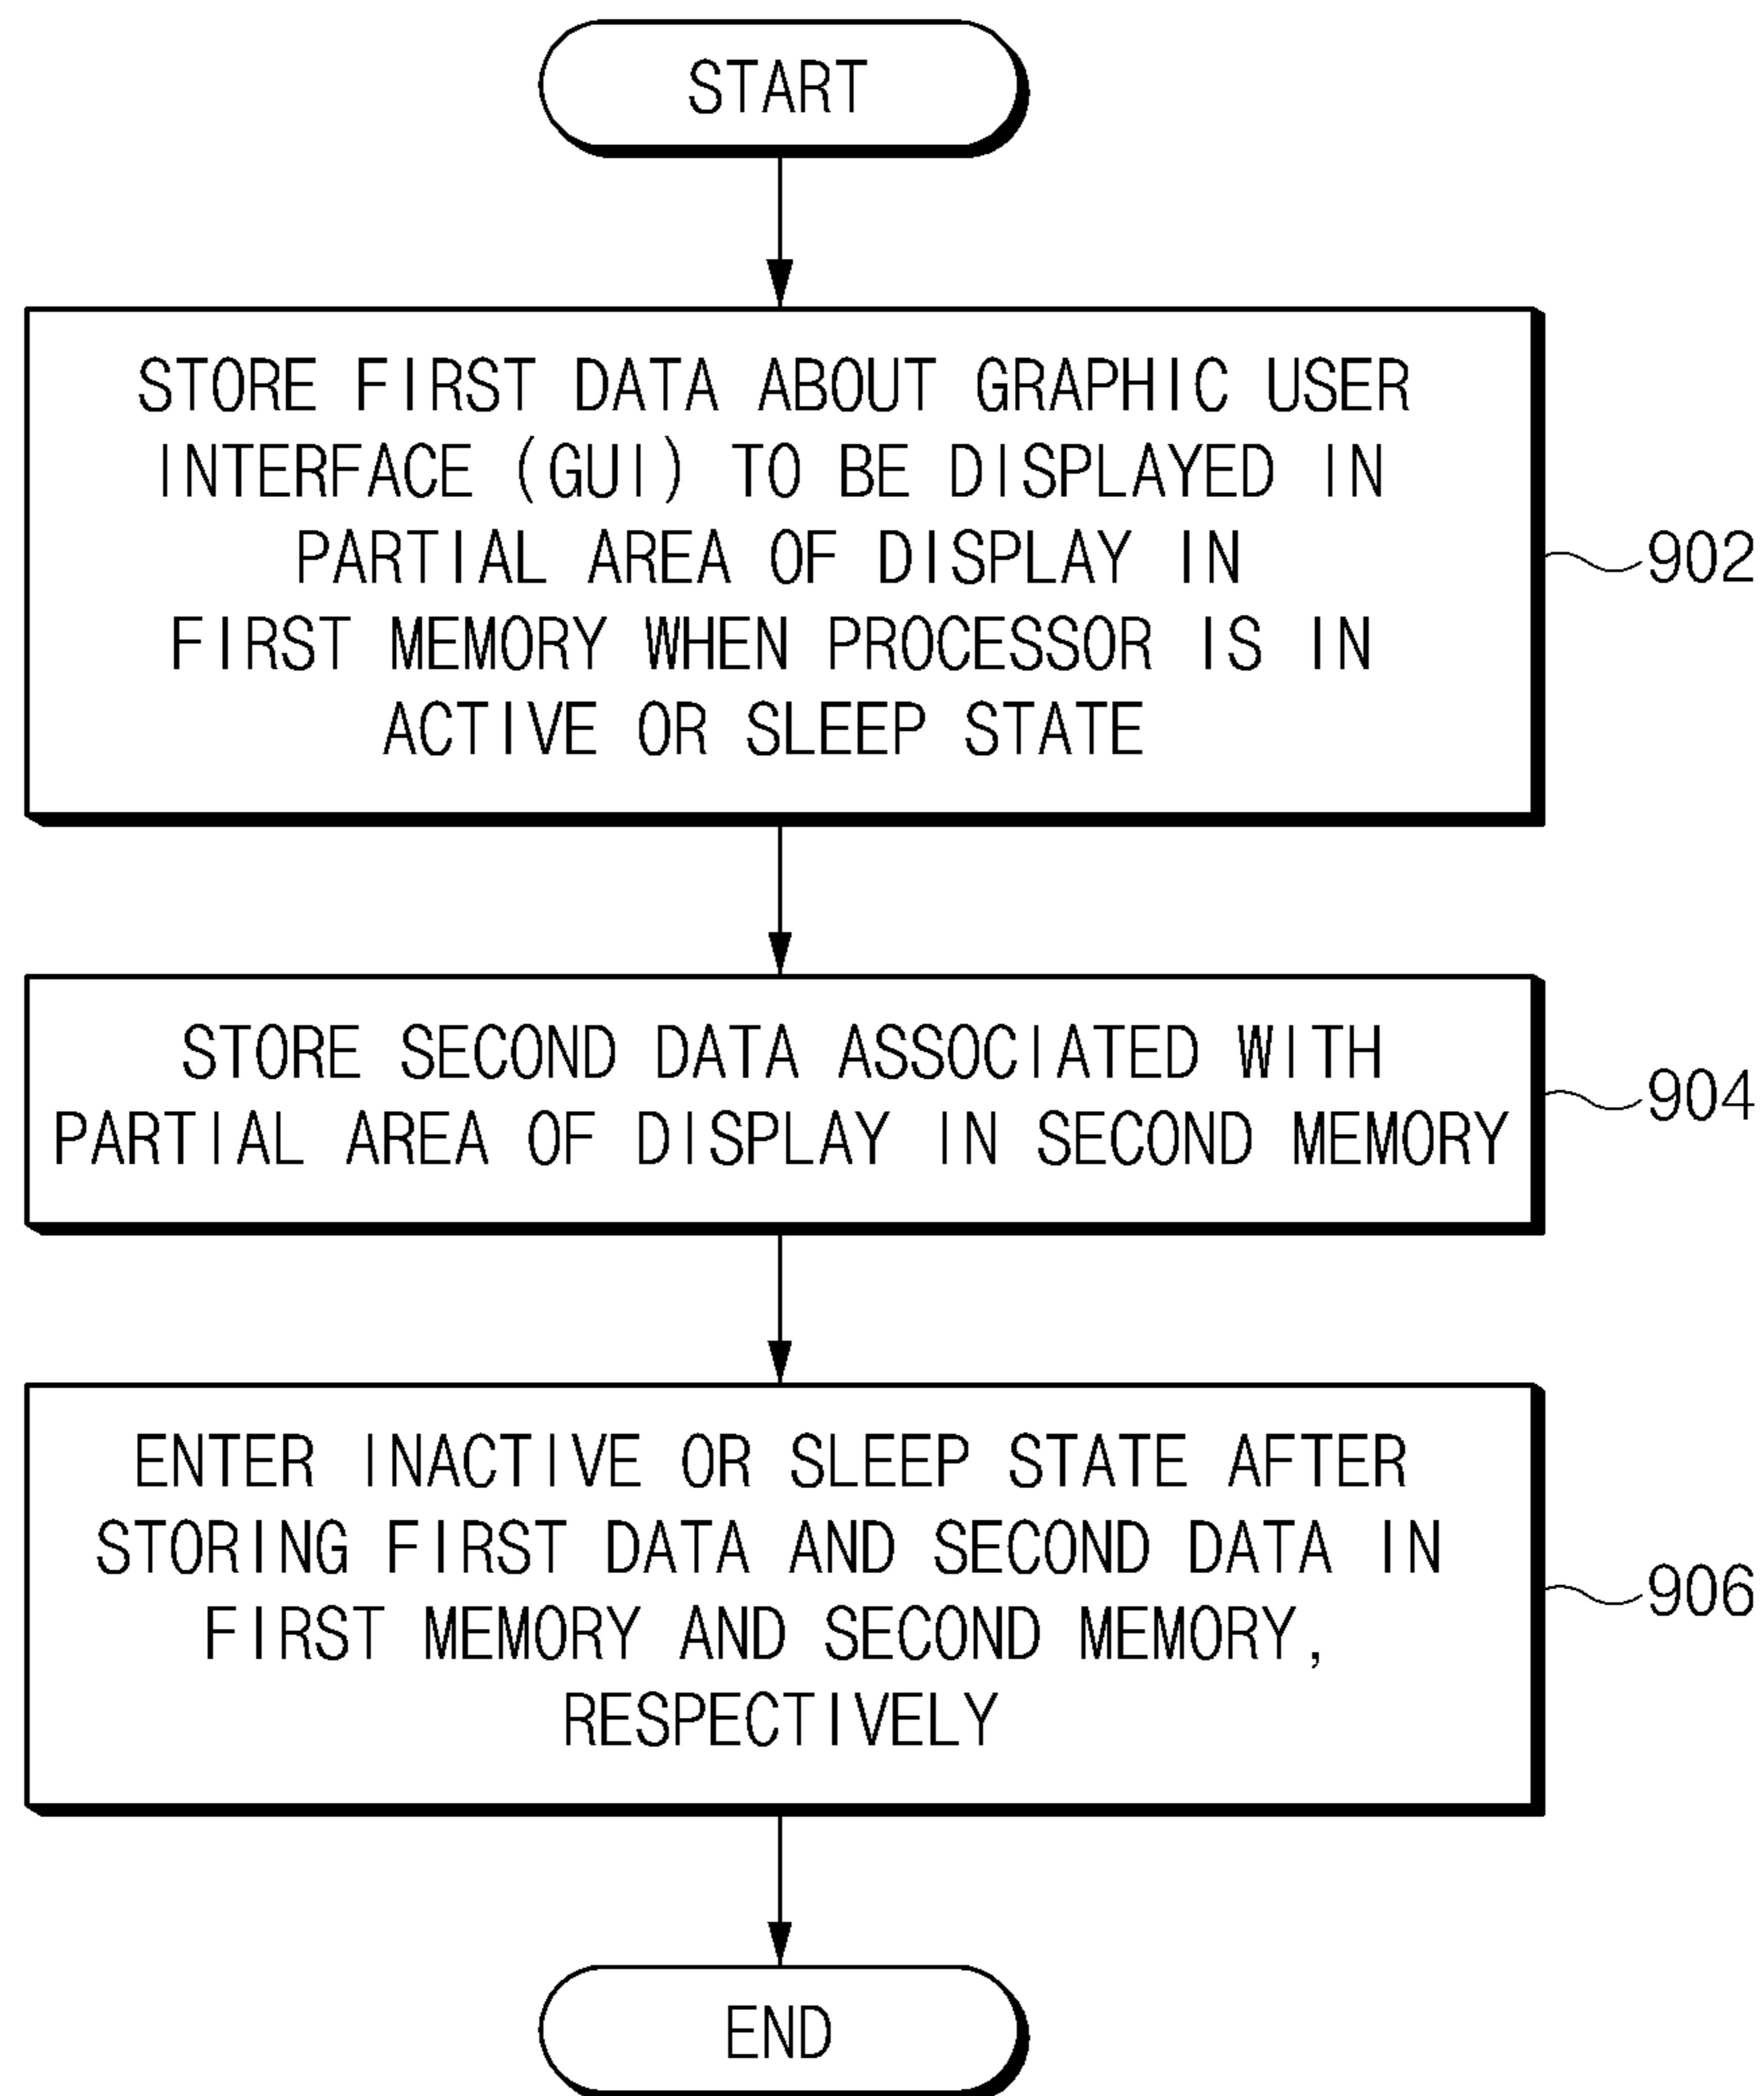 START
STORE FIRST DATA ABOUT GRAPHIC USER
INTERFACE (GUI) TO BE DISPLAYED IN
PARTIAL AREA OF DISPLAY IN
FIRST MEMORY WHEN PROCESSOR IS IN
ACTIVE OR SLEEP STATE
902
STORE SECOND DATA ASSOCIATED WITH
PARTIAL AREA OF DISPLAY IN SECOND MEMORY
904
ENTER INACTIVE OR SLEEP STATE AFTER
STORING FIRST DATA AND SECOND DATA IN
FIRST MEMORY AND SECOND MEMORY,
RESPECTIVELY
906
END